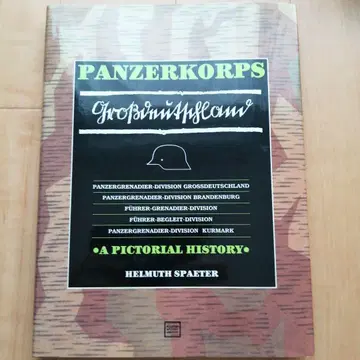 PANZERKORPS
Großdeutschland
PANZERGRENADIER-DIVISION GROSSDEUTSCHLAND
PANZERGRENADIER-DIVISION BRANDENBURG
FÜHRER-GRENADIER-DIVISION
FÜHRER-BEGLEIT-DIVISION
PANZERGRENADIER-DIVISION KURMARK
•A PICTORIAL HISTORY•
HELMUTH SPAETER